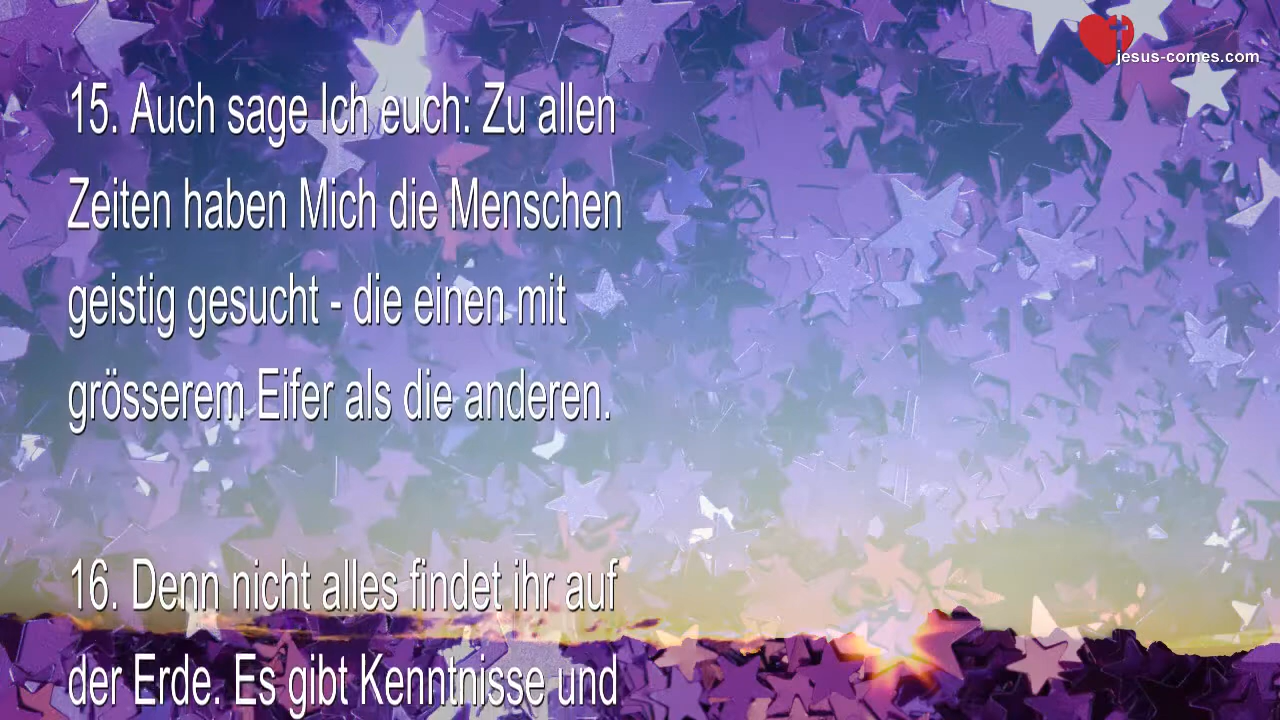 jesus-comes.com
15. Auch sage Ich euch: Zu allen
Zeiten haben Mich die Menschen
geistig gesucht - die einen mit
grösserem Eifer als die anderen.
16. Denn nicht alles findet ihr auf
der Erde. Es gibt Kenntnisse und